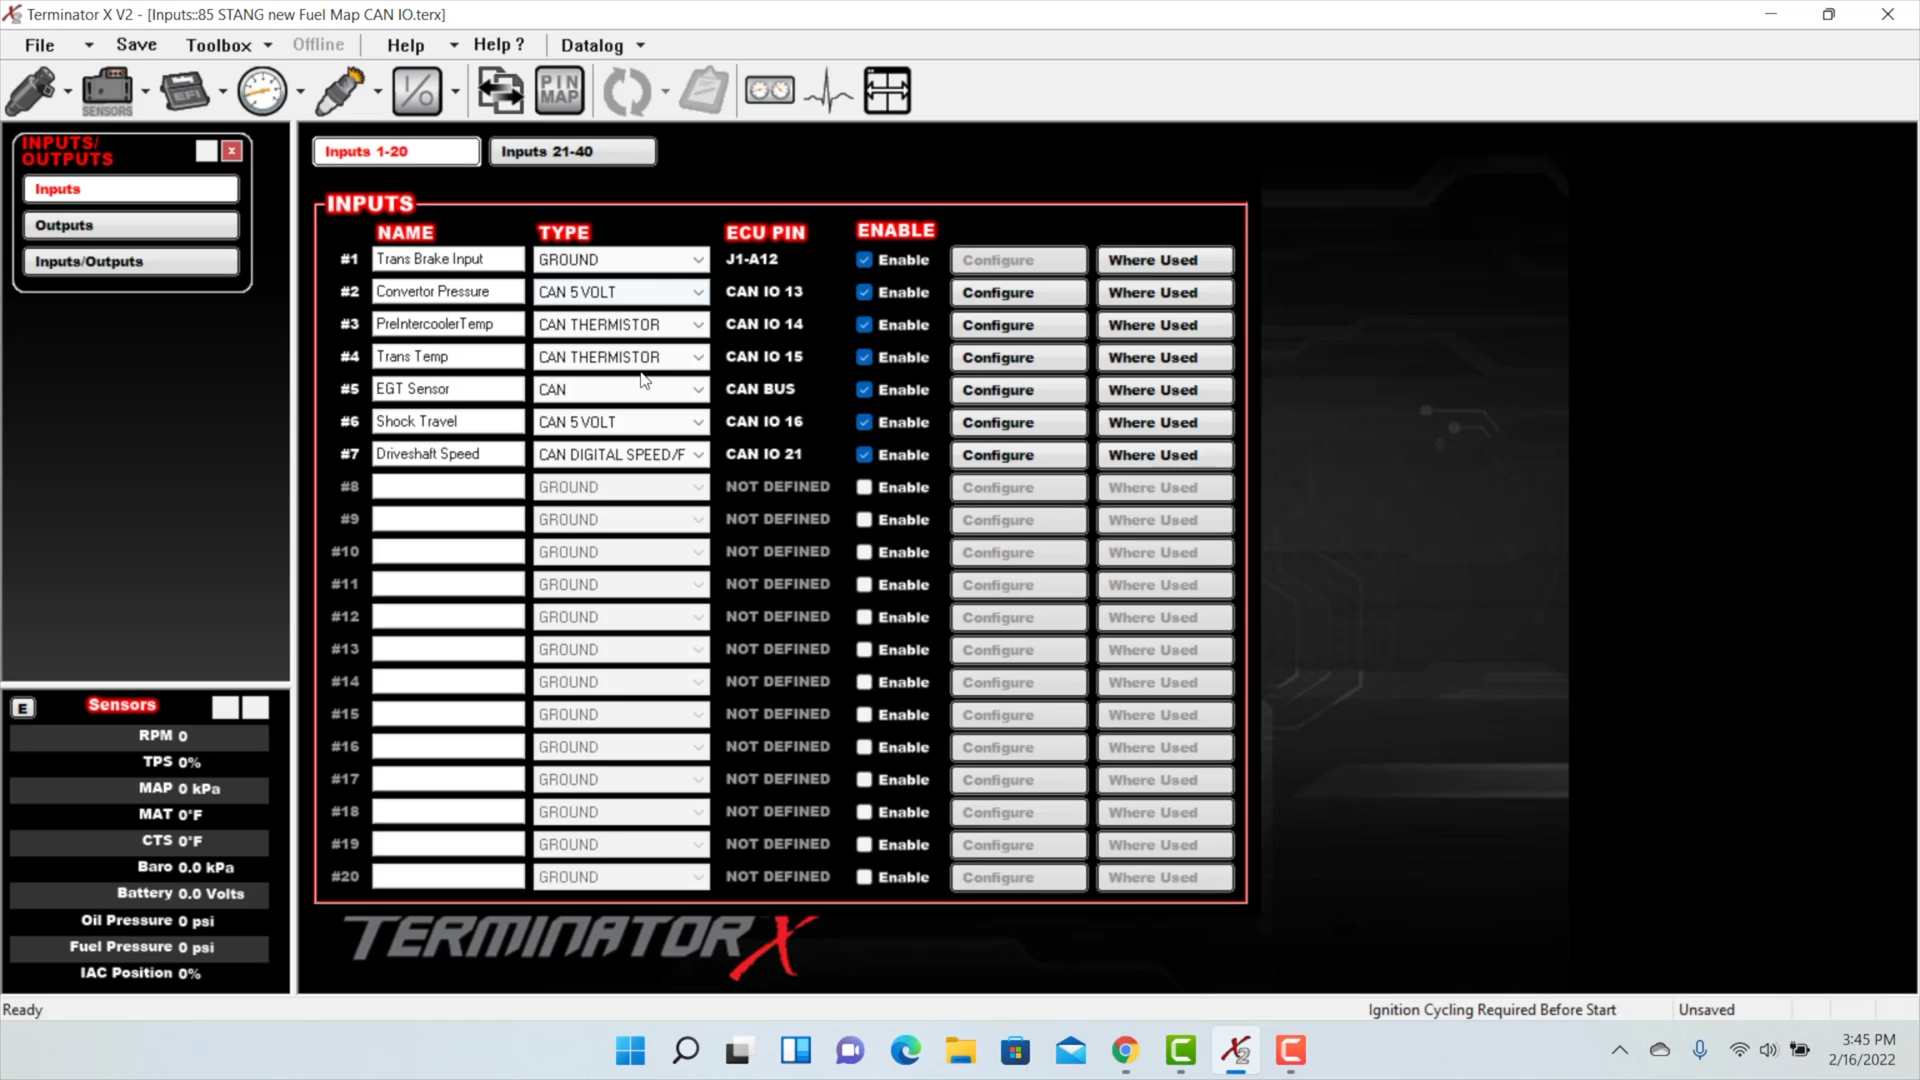 Terminator X V2 - [Inputs::85 STANG new Fuel Map CAN IO.terx]
File Save Toolbox Offline Help Help ? Datalog
SENSORS EFI I/O PIN MAP
INPUTS/
OUTPUTS
x
Inputs
Outputs
Inputs/Outputs
Inputs 1-20 Inputs 21-40
INPUTS
NAME TYPE ECU PIN ENABLE
#1 Trans Brake Input GROUND J1-A12 Enable Configure Where Used
#2 Convertor Pressure CAN 5 VOLT CAN IO 13 Enable Configure Where Used
#3 PreIntercoolerTemp CAN THERMISTOR CAN IO 14 Enable Configure Where Used
#4 Trans Temp CAN THERMISTOR CAN IO 15 Enable Configure Where Used
#5 EGT Sensor CAN CAN BUS Enable Configure Where Used
#6 Shock Travel CAN 5 VOLT CAN IO 16 Enable Configure Where Used
#7 Driveshaft Speed CAN DIGITAL SPEED/F CAN IO 21 Enable Configure Where Used
#8 GROUND NOT DEFINED Enable Configure Where Used
#9 GROUND NOT DEFINED Enable Configure Where Used
#10 GROUND NOT DEFINED Enable Configure Where Used
#11 GROUND NOT DEFINED Enable Configure Where Used
#12 GROUND NOT DEFINED Enable Configure Where Used
#13 GROUND NOT DEFINED Enable Configure Where Used
#14 GROUND NOT DEFINED Enable Configure Where Used
#15 GROUND NOT DEFINED Enable Configure Where Used
#16 GROUND NOT DEFINED Enable Configure Where Used
#17 GROUND NOT DEFINED Enable Configure Where Used
#18 GROUND NOT DEFINED Enable Configure Where Used
#19 GROUND NOT DEFINED Enable Configure Where Used
#20 GROUND NOT DEFINED Enable Configure Where Used
TERMINATOR X
E Sensors
RPM 0
TPS 0%
MAP 0 kPa
MAT 0°F
CTS 0°F
Baro 0.0 kPa
Battery 0.0 Volts
Oil Pressure 0 psi
Fuel Pressure 0 psi
IAC Position 0%
Ready Ignition Cycling Required Before Start Unsaved
3:45 PM
2/16/2022